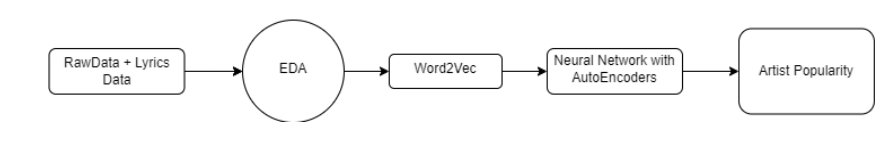 RawData + Lyrics
Data
EDA
Word2Vec
Neural Network with
AutoEncoders
Artist Popularity